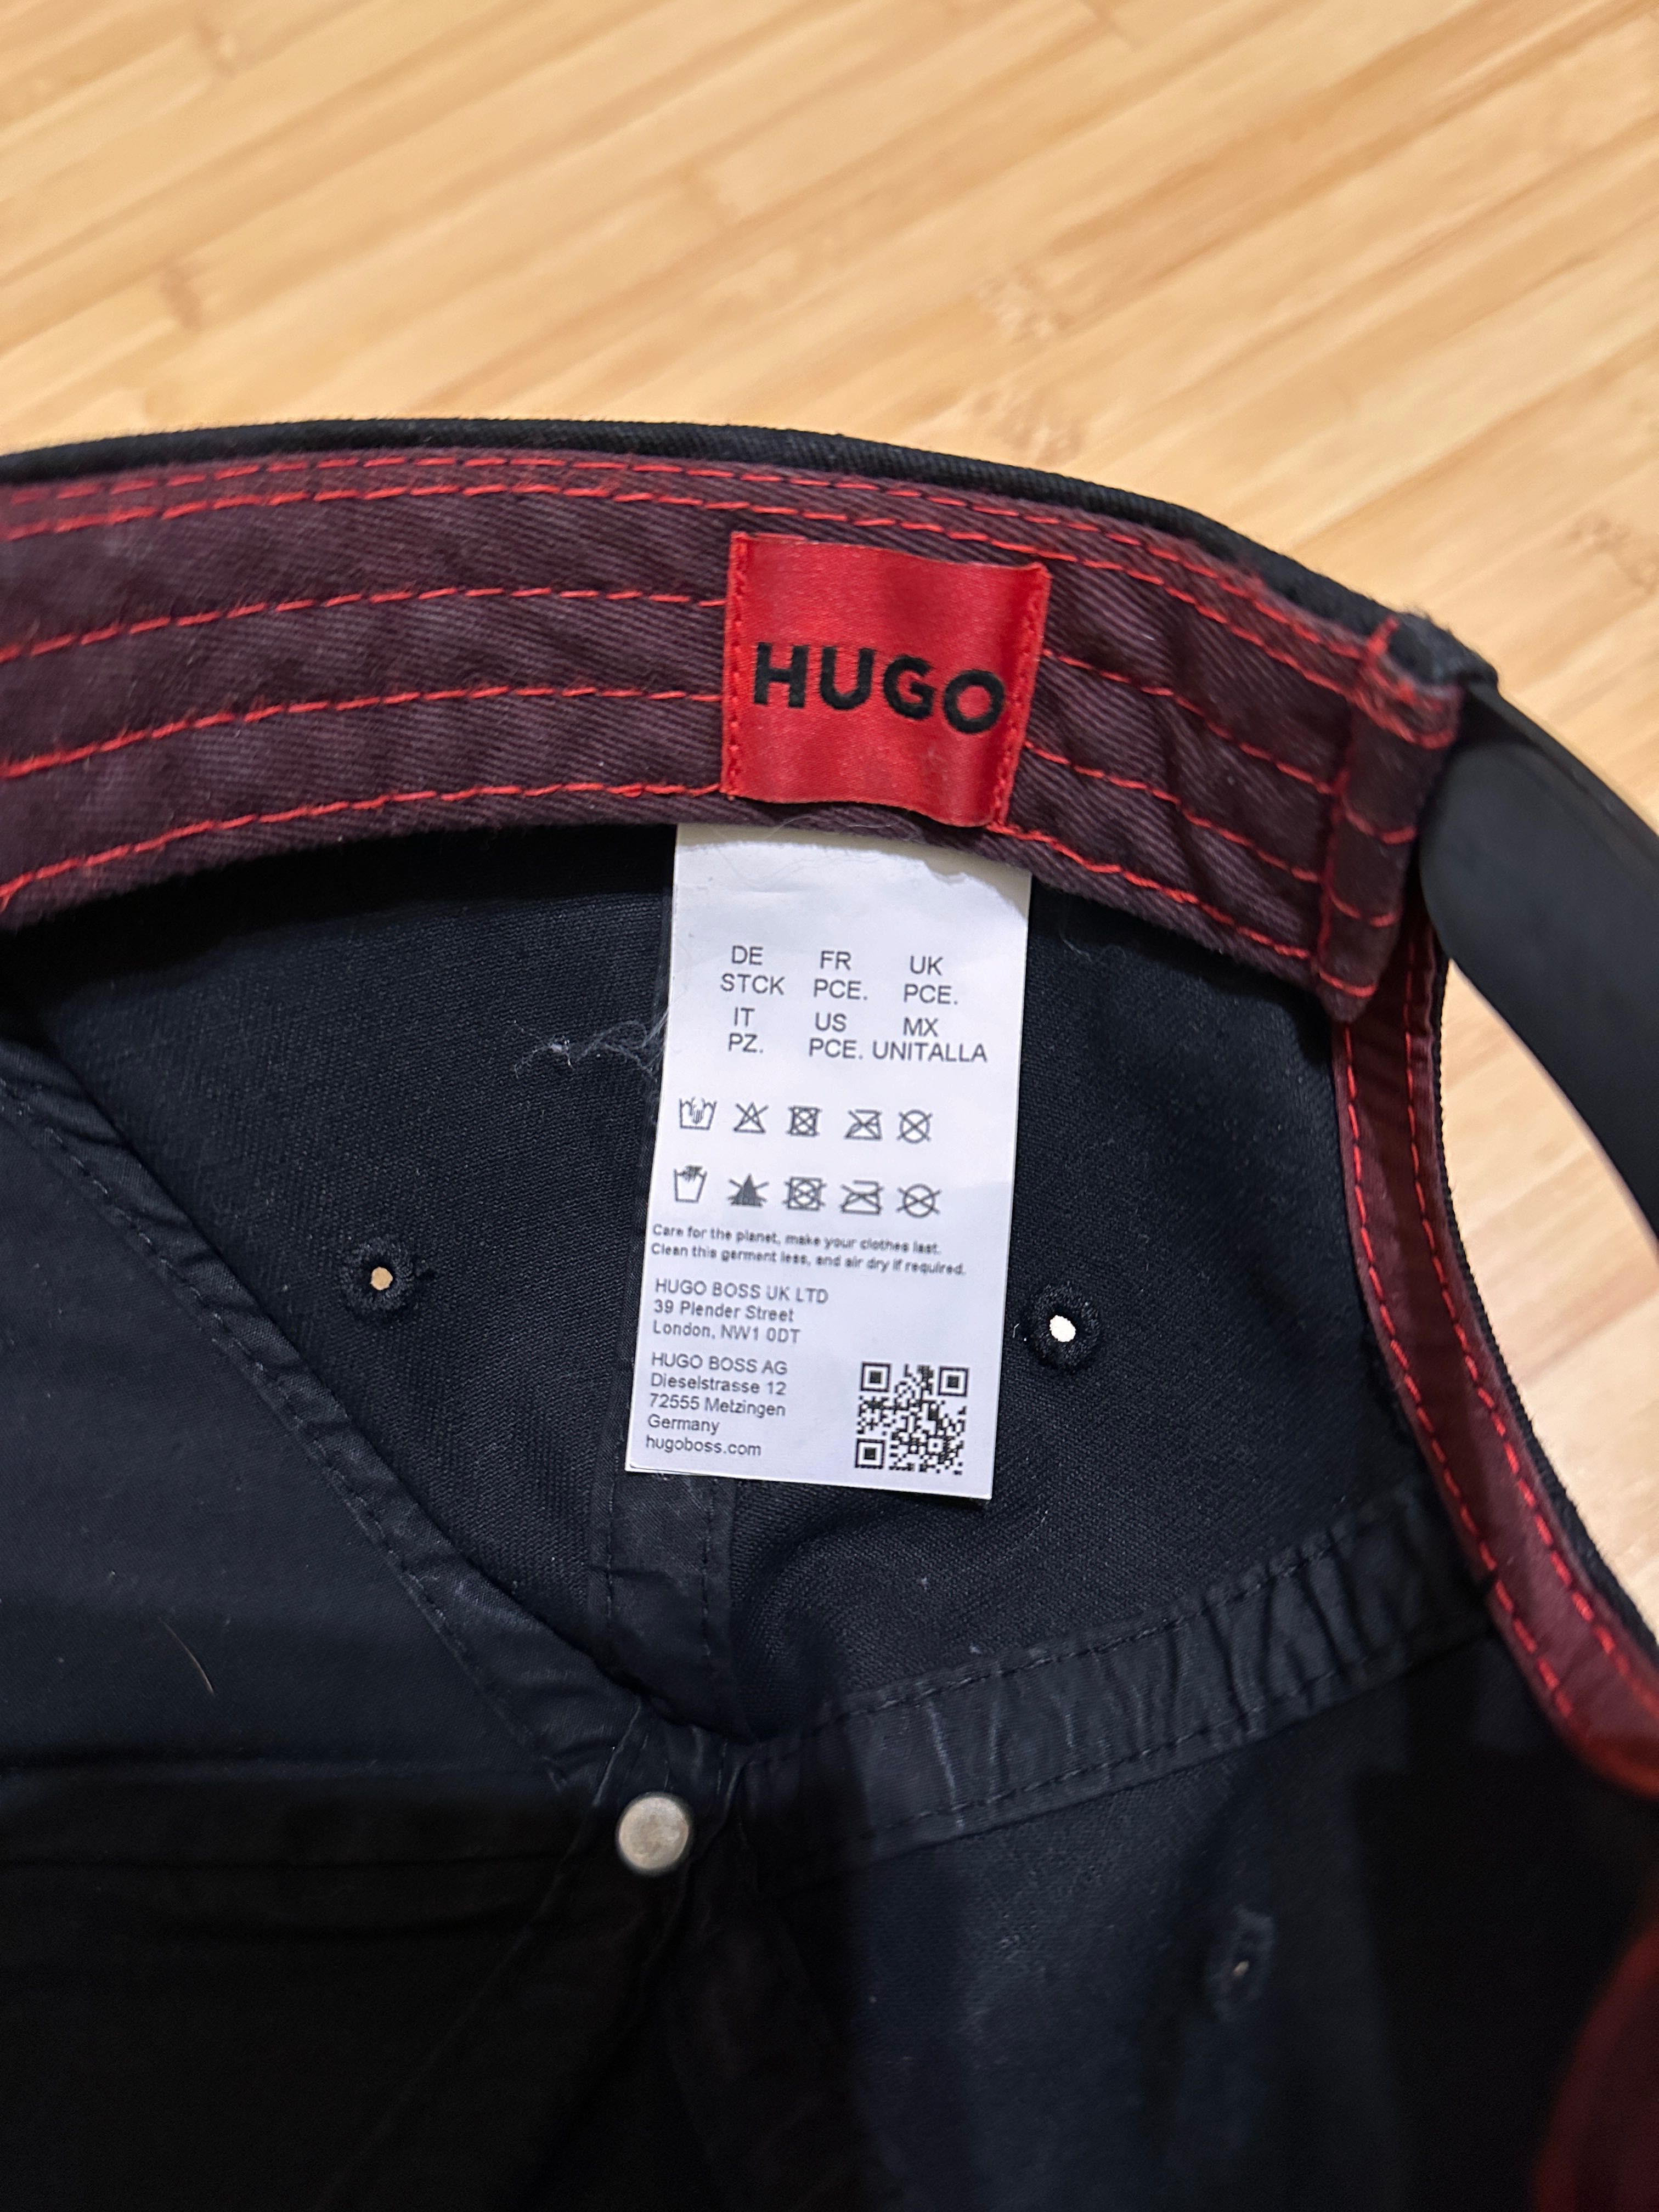 HUGO
DE FR UK
STCK PCE. PCE.
IT US MX
PZ. PCE. UNITALLA
Care for the planet, make your clothes last.
Clean this garment less, and air dry if required.
HUGO BOSS UK LTD
39 Plender Street
London, NW1 0DT
HUGO BOSS AG
Dieselstrasse 12
72555 Metzingen
Germany
hugoboss.com